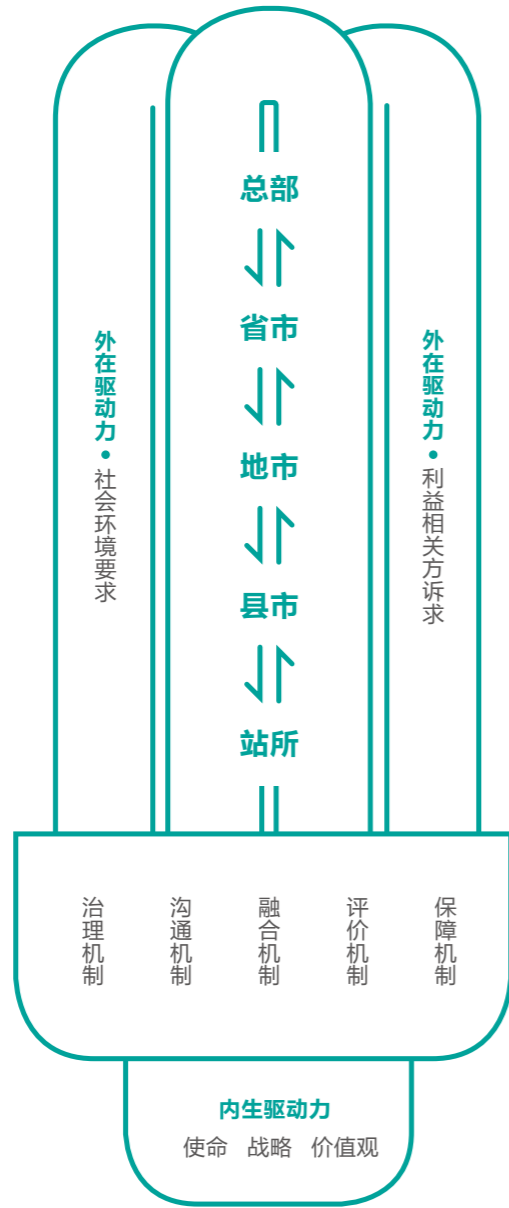 总部
省市
地市
县市
站所
外在驱动力•社会环境要求
外在驱动力•利益相关方诉求
治理机制
沟通机制
融合机制
评价机制
保障机制
内生驱动力
使命 战略 价值观